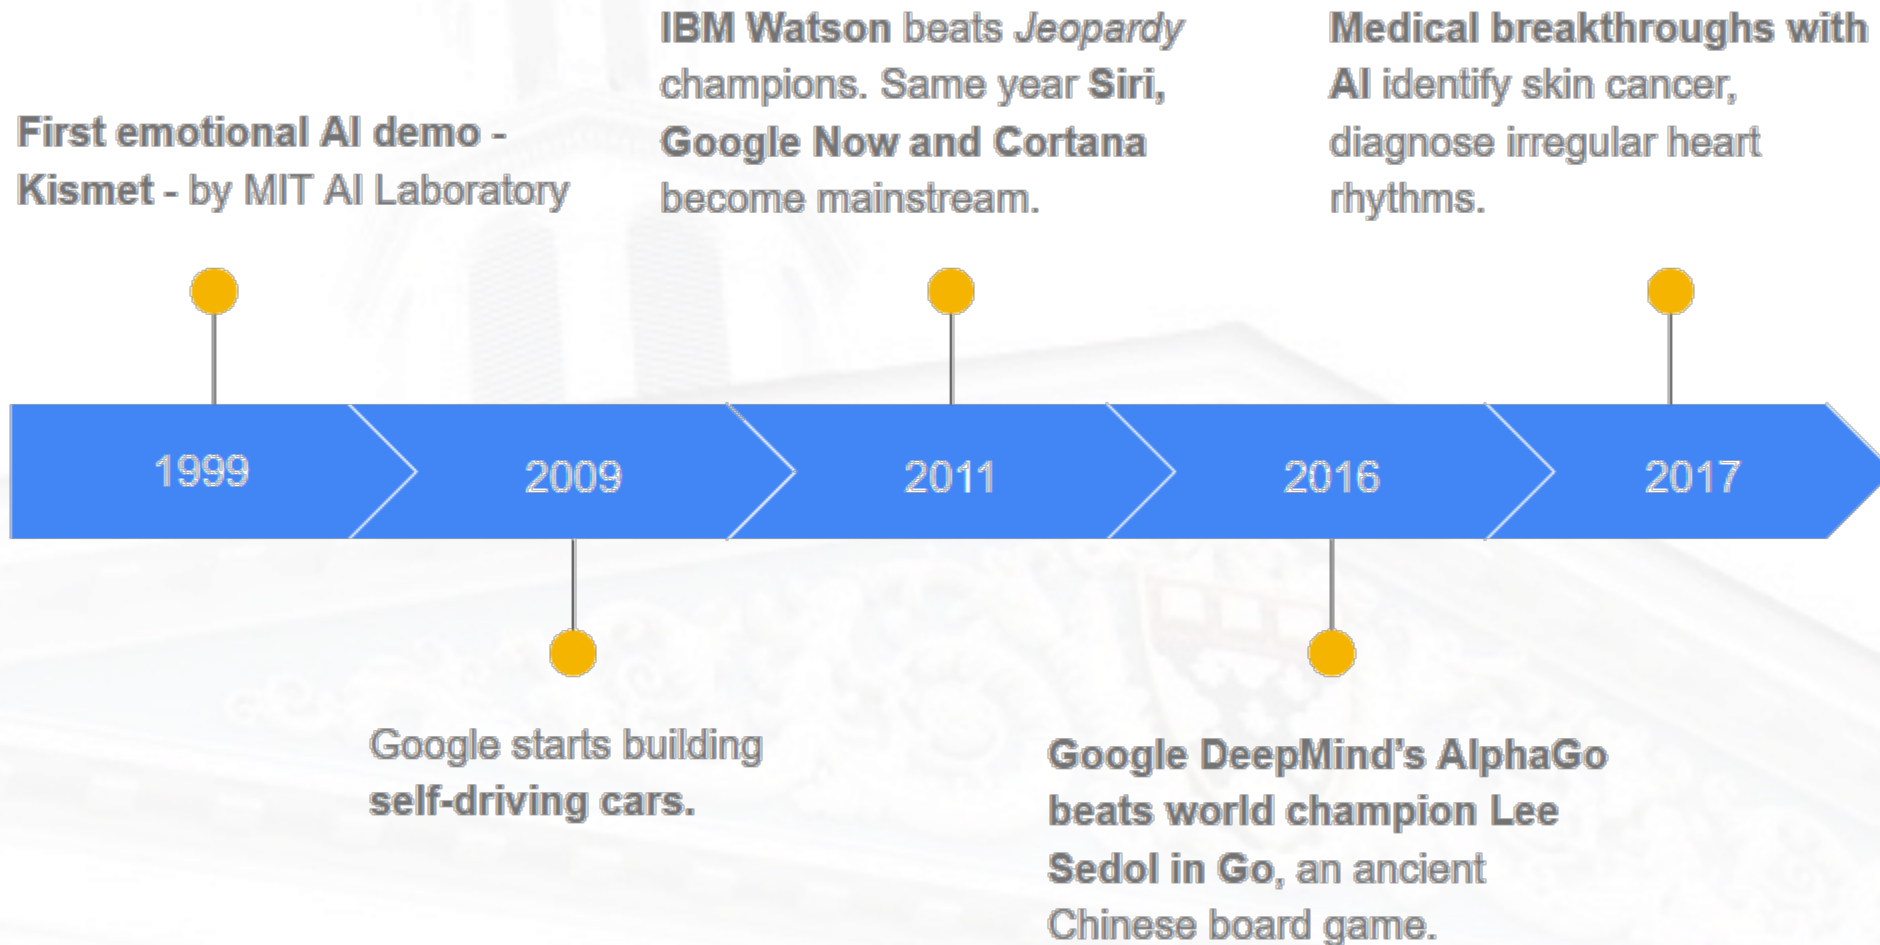 First emotional AI demo -
Kismet - by MIT AI Laboratory
IBM Watson beats Jeopardy
champions. Same year Siri,
Google Now and Cortana
become mainstream.
Medical breakthroughs with
AI identify skin cancer,
diagnose irregular heart
rhythms.
1999
2009
2011
2016
2017
Google starts building
self-driving cars.
Google DeepMind’s AlphaGo
beats world champion Lee
Sedol in Go, an ancient
Chinese board game.